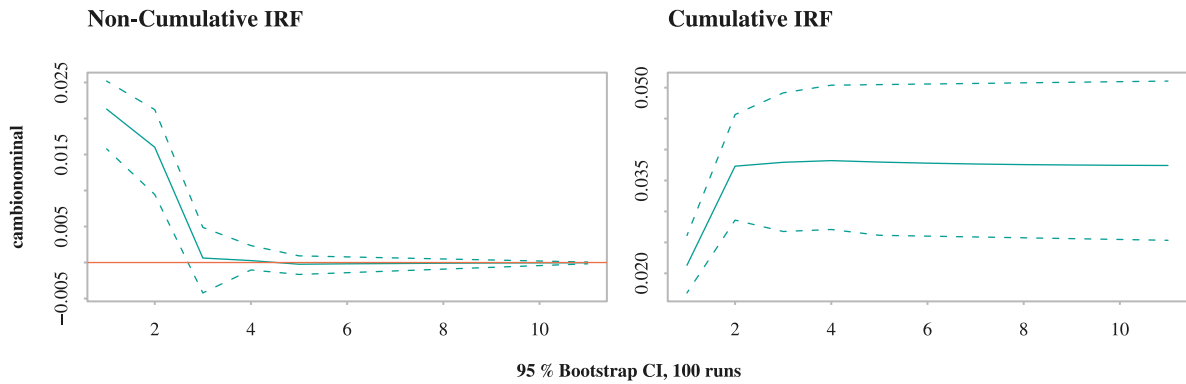 Non-Cumulative IRF
Cumulative IRF
cambionominal
0.025
0.015
0.005
−0.005
2 4 6 8 10
0.050
0.035
0.020
2 4 6 8 10
95 % Bootstrap CI, 100 runs